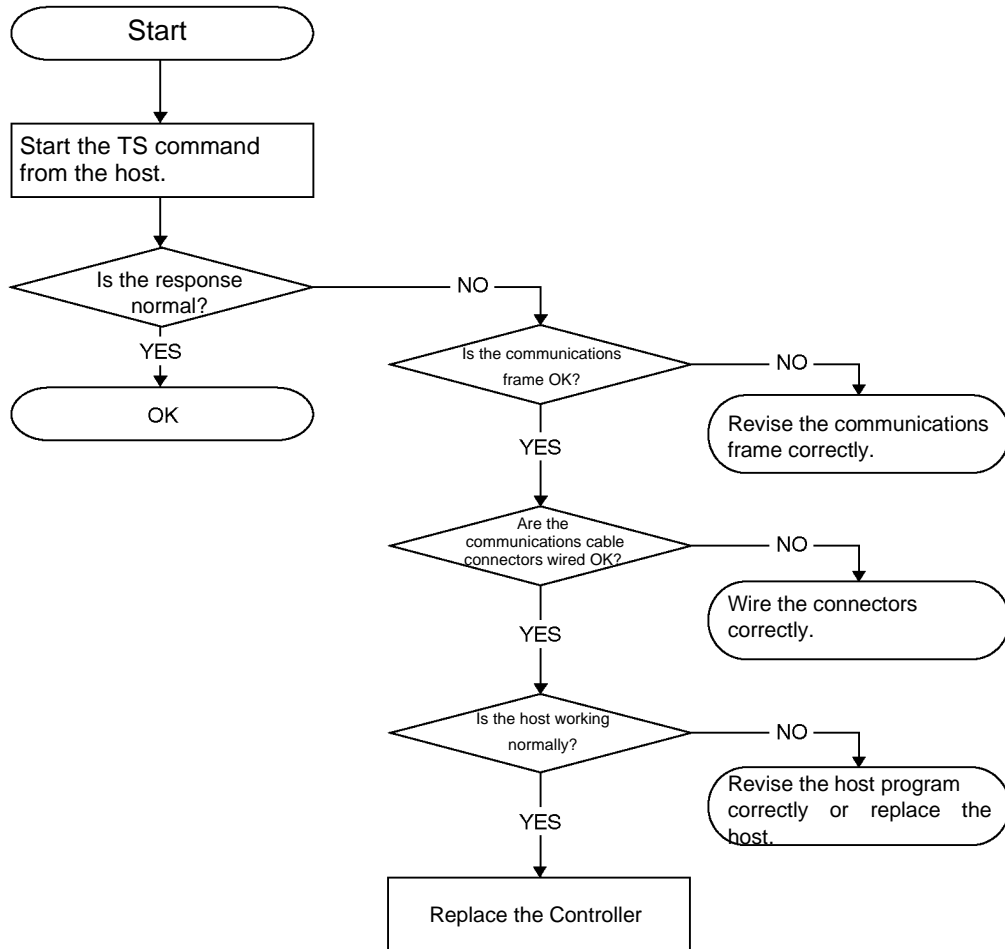 Start
Start the TS command
from the host.
Is the response
normal?
NO
YES
OK
Is the communications
frame OK?
NO
Revise the communications
frame correctly.
YES
Are the
communications cable
connectors wired OK?
NO
Wire the connectors
correctly.
YES
Is the host working
normally?
NO
Revise the host program
correctly or replace the
host.
YES
Replace the Controller